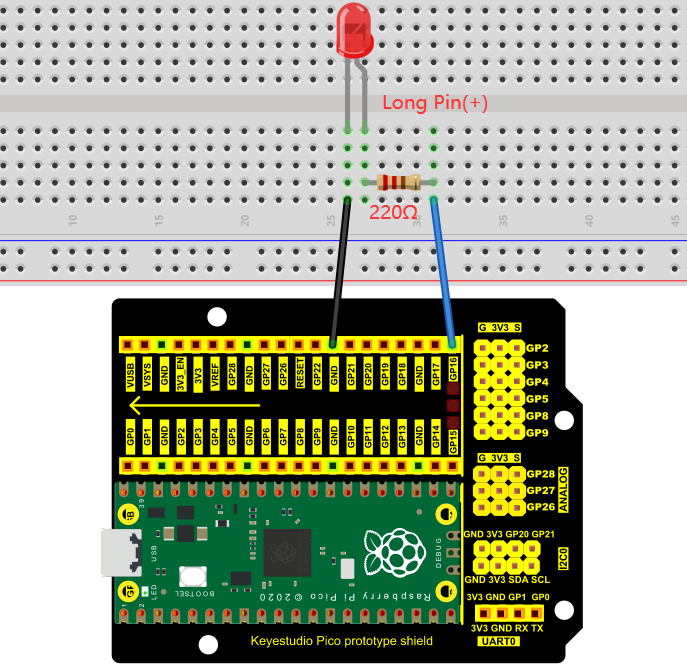 Long Pin(+)
220Ω
10 15 20 25 30 35 40 45
G 3V3 S
VUSB VSYS GND 3V3_EN 3V3 VREF GP28 GND GP27 GP26 RESET GP22 GND GP21 GP20 GP19 GP18 GND GP17 GP16
GP2
GP3
GP4
GP5
GP8
GP9
GP0 GP1 GND GP2 GP3 GP4 GP5 GND GP6 GP7 GP8 GP9 GND GP10 GP11 GP12 GP13 GND GP14 GP15
G 3V3 S
GP28
GP27
GP26
ANALOG
39
USB
DEBUG
GND 3V3 GP20 GP21
I2C0
GND 3V3 SDA SCL
LED
BOOTSEL
Raspberry Pi Pico © 2020
1 2
3V3 GND GP1 GP0
3V3 GND RX TX
UART0
Keyestudio Pico prototype shield